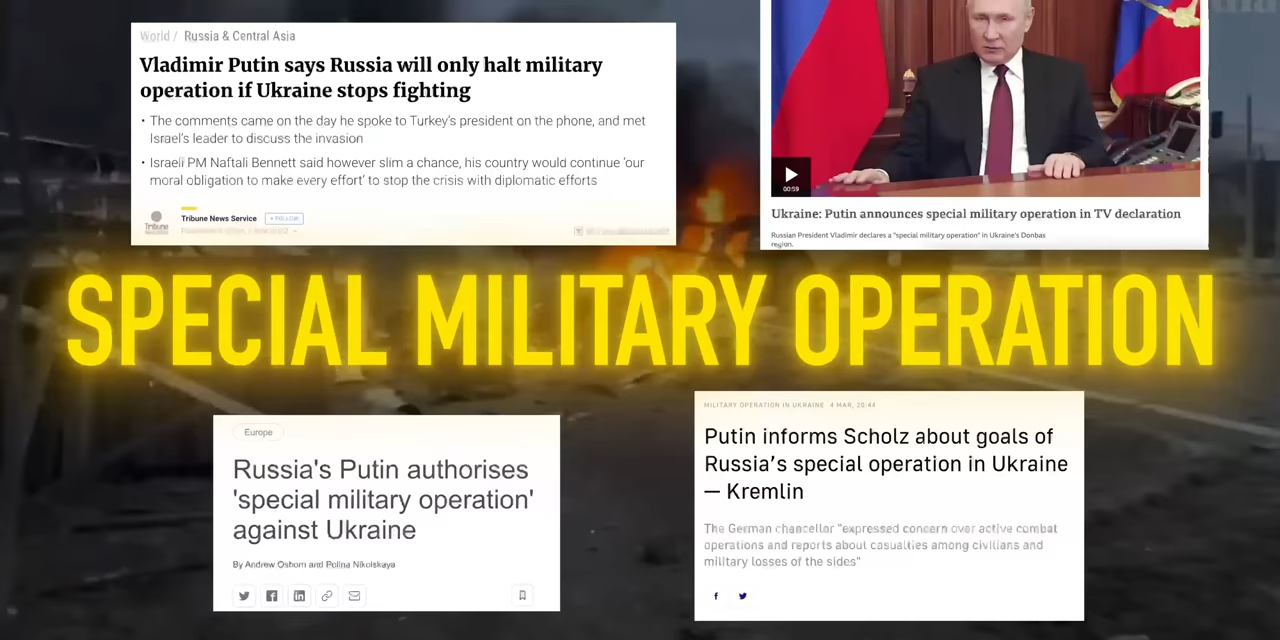 World / Russia & Central Asia
Vladimir Putin says Russia will only halt military
operation if Ukraine stops fighting
• The comments came on the day he spoke to Turkey's president on the phone, and met
Israel's leader to discuss the invasion
• Israeli PM Naftali Bennett said however slim a chance, his country would continue 'our
moral obligation to make every effort' to stop the crisis with diplomatic efforts
Tribune
Tribune News Service + FOLLOW
00:59
Ukraine: Putin announces special military operation in TV declaration
Russian President Vladimir declares a "special military operation" in Ukraine's Donbas
region.
SPECIAL MILITARY OPERATION
Europe
Russia's Putin authorises
'special military operation'
against Ukraine
By Andrew Osborn and Polina Nikolskaya
MILITARY OPERATION IN UKRAINE 4 MAR, 20:44
Putin informs Scholz about goals of
Russia's special operation in Ukraine
— Kremlin
The German chancellor "expressed concern over active combat
operations and reports about casualties among civilians and
military losses of the sides"